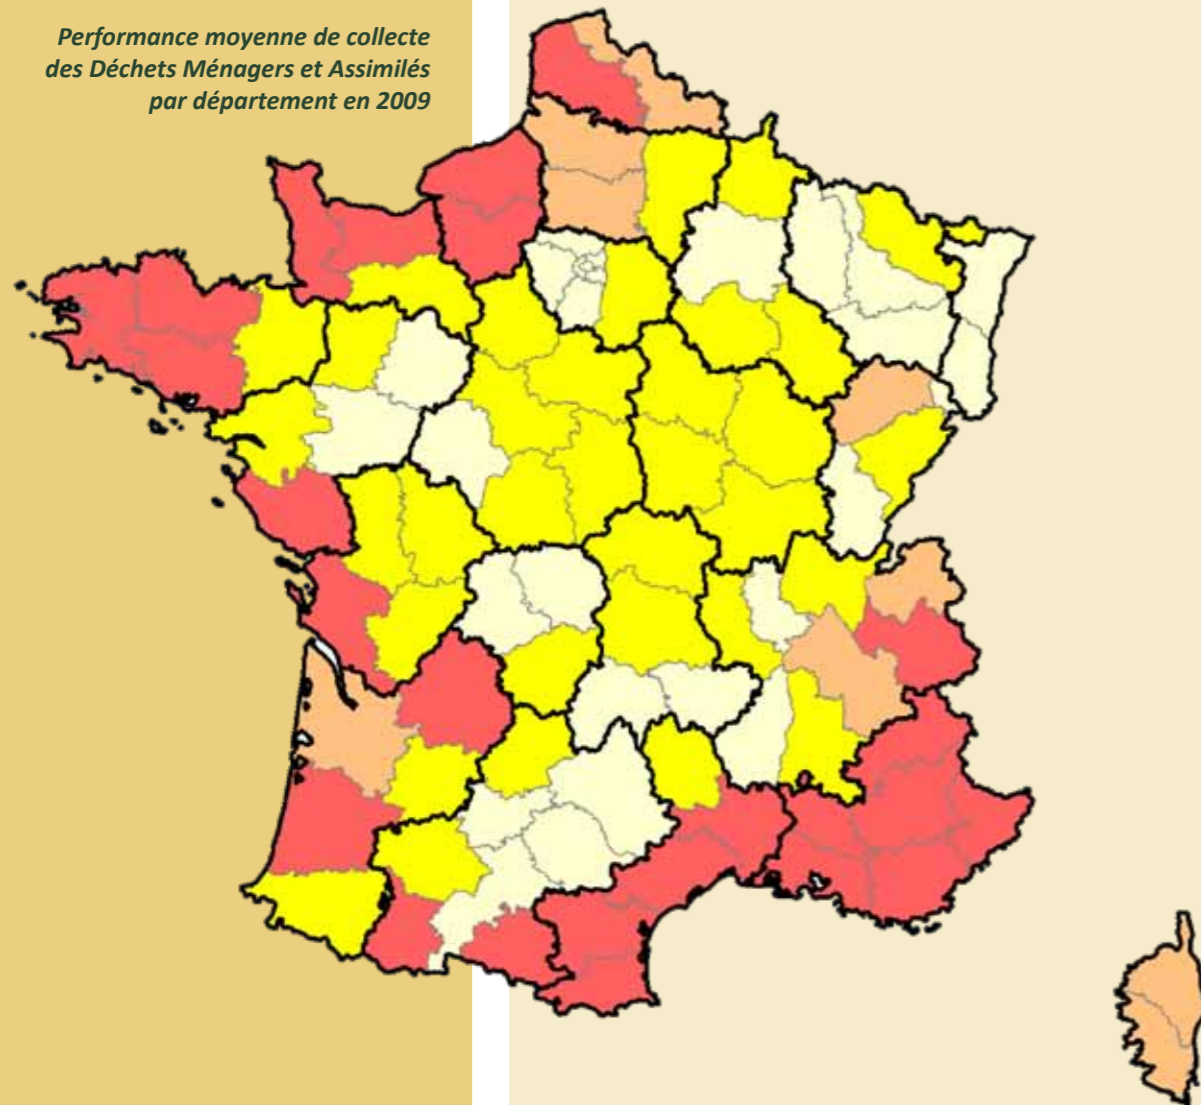 Performance moyenne de collecte
des Déchets Ménagers et Assimilés
par département en 2009